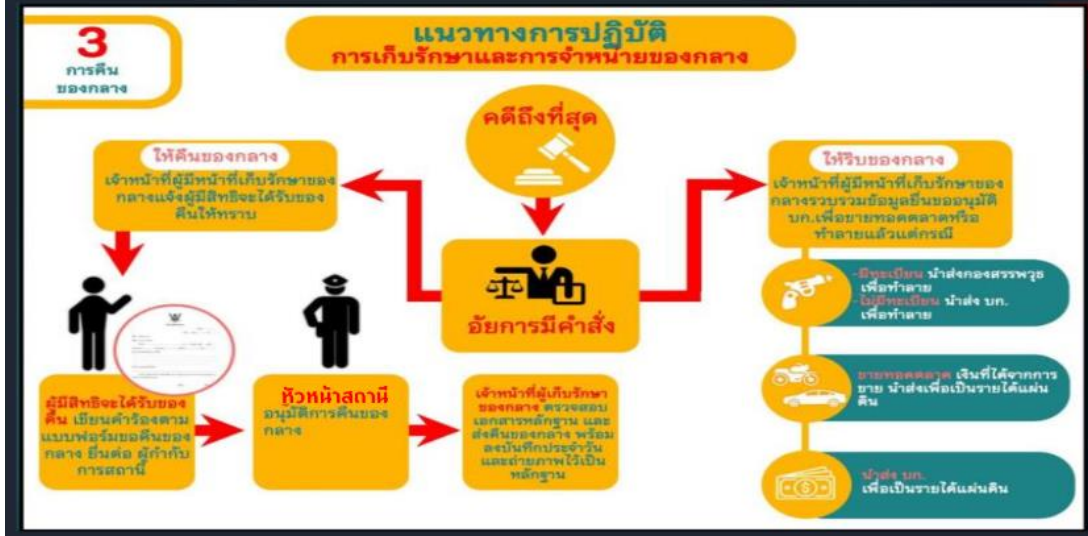 3
การคืน
ของกลาง
แนวทางการปฏิบัติ
การเก็บรักษาและการจำหน่ายของกลาง
คดีถึงที่สุด
อัยการมีคำสั่ง
ให้คืนของกลาง
เจ้าหน้าที่ผู้มีหน้าที่เก็บรักษาของ
กลางแจ้งผู้มีสิทธิจะได้รับของ
คืนให้ทราบ
ผู้มีสิทธิจะได้รับของ
คืน เขียนคำร้องตาม
แบบฟอร์มขอคืนของ
กลาง ยื่นต่อ ผู้กำกับ
การสถานี
หัวหน้าสถานี
อนุมัติการคืนของ
กลาง
เจ้าหน้าที่ผู้เก็บรักษา
ของกลาง ตรวจสอบ
เอกสารหลักฐาน และ
ส่งคืนของกลาง พร้อม
ลงบันทึกประจำวัน
และถ่ายภาพไว้เป็น
หลักฐาน
ให้ริบของกลาง
เจ้าหน้าที่ผู้มีหน้าที่เก็บรักษาของ
กลางรวบรวมข้อมูลยื่นขออนุมัติ
บก.เพื่อขายทอดตลาดหรือ
ทำลายแล้วแต่กรณี
-มีทะเบียน นำส่งกองสรรพวุธ
เพื่อทำลาย
-ไม่มีทะเบียน นำส่ง บก.
เพื่อทำลาย
ขายทอดตลาด เงินที่ได้จากการ
ขาย นำส่งเพื่อเป็นรายได้แผ่น
ดิน
นำส่ง บก.
เพื่อเป็นรายได้แผ่นดิน